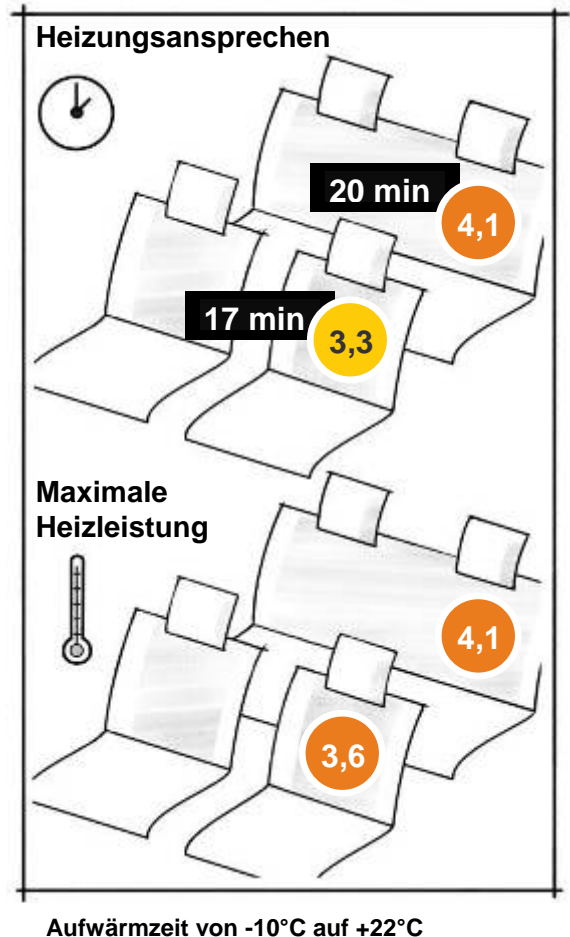 Heizungsansprechen
20 min
4,1
17 min
3,3
Maximale
Heizleistung
4,1
3,6
Aufwärmzeit von -10°C auf +22°C